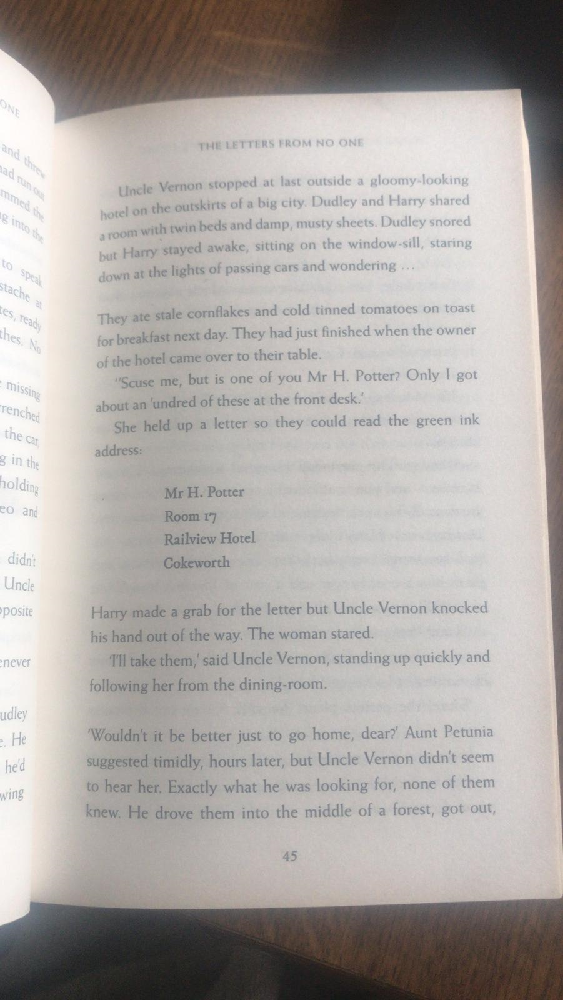 ONE
and threw
had run out
mmed the
ng into the
to speak
stache at
tes, ready
thes. No
missing
renched
the car,
g in the
holding
eo and
didn't
Uncle
pposite
enever
udley
e. He
he'd
wing
THE LETTERS FROM NO ONE
Uncle Vernon stopped at last outside a gloomy-looking
hotel on the outskirts of a big city. Dudley and Harry shared
a room with twin beds and damp, musty sheets. Dudley snored
but Harry stayed awake, sitting on the window-sill, staring
down at the lights of passing cars and wondering ...
They ate stale cornflakes and cold tinned tomatoes on toast
for breakfast next day. They had just finished when the owner
of the hotel came over to their table.
''Scuse me, but is one of you Mr H. Potter? Only I got
about an 'undred of these at the front desk.'
She held up a letter so they could read the green ink
address:
Mr H. Potter
Room 17
Railview Hotel
Cokeworth
Harry made a grab for the letter but Uncle Vernon knocked
his hand out of the way. The woman stared.
'I'll take them,' said Uncle Vernon, standing up quickly and
following her from the dining-room.
'Wouldn't it be better just to go home, dear?' Aunt Petunia
suggested timidly, hours later, but Uncle Vernon didn't seem
to hear her. Exactly what he was looking for, none of them
knew. He drove them into the middle of a forest, got out,
45